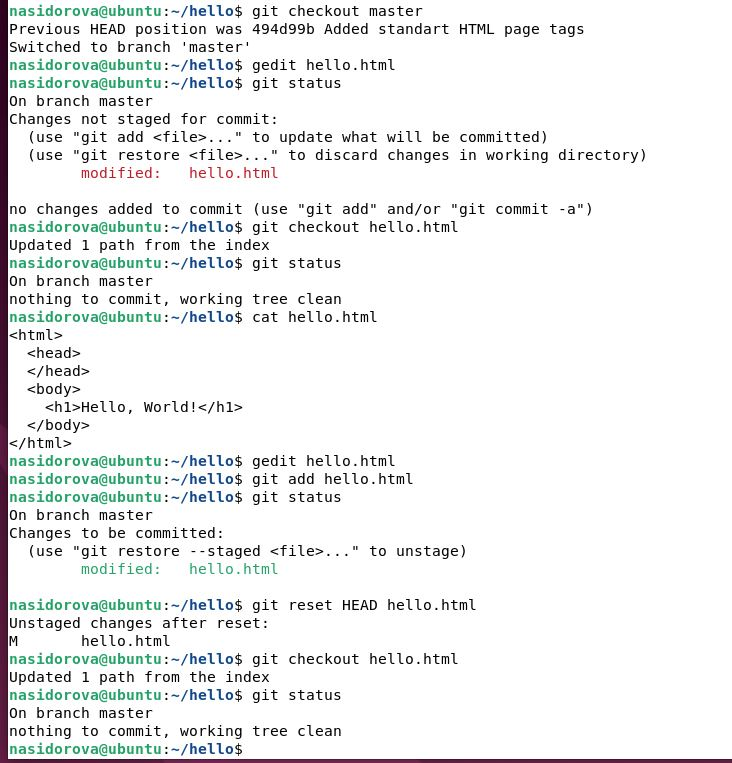 nasidorova@ubuntu:~/hello$ git checkout master
Previous HEAD position was 494d99b Added standart HTML page tags
Switched to branch 'master'
nasidorova@ubuntu:~/hello$ gedit hello.html
nasidorova@ubuntu:~/hello$ git status
On branch master
Changes not staged for commit:
  (use "git add <file>..." to update what will be committed)
  (use "git restore <file>..." to discard changes in working directory)
        modified:   hello.html

no changes added to commit (use "git add" and/or "git commit -a")
nasidorova@ubuntu:~/hello$ git checkout hello.html
Updated 1 path from the index
nasidorova@ubuntu:~/hello$ git status
On branch master
nothing to commit, working tree clean
nasidorova@ubuntu:~/hello$ cat hello.html
<html>
  <head>
  </head>
  <body>
    <h1>Hello, World!</h1>
  </body>
</html>
nasidorova@ubuntu:~/hello$ gedit hello.html
nasidorova@ubuntu:~/hello$ git add hello.html
nasidorova@ubuntu:~/hello$ git status
On branch master
Changes to be committed:
  (use "git restore --staged <file>..." to unstage)
        modified:   hello.html

nasidorova@ubuntu:~/hello$ git reset HEAD hello.html
Unstaged changes after reset:
M       hello.html
nasidorova@ubuntu:~/hello$ git checkout hello.html
Updated 1 path from the index
nasidorova@ubuntu:~/hello$ git status
On branch master
nothing to commit, working tree clean
nasidorova@ubuntu:~/hello$